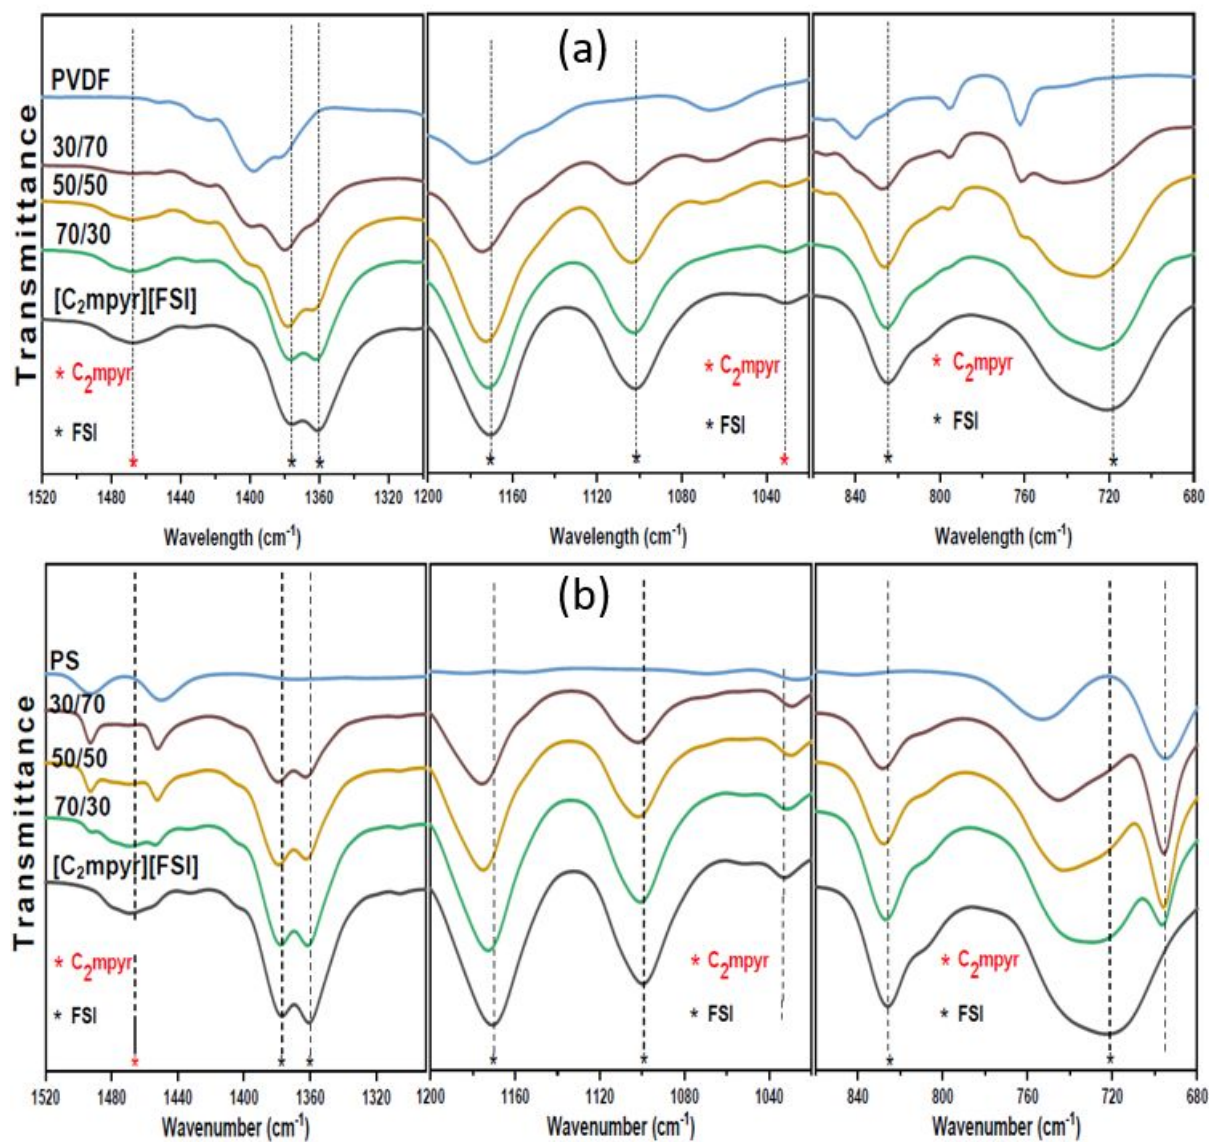 (a)
Transmittance
PVDF
30/70
50/50
70/30
[C₂mpyr][FSI]
* C₂mpyr
* FSI
* C₂mpyr
* FSI
* C₂mpyr
* FSI
* * *
* * *
* *
1520 1480 1440 1400 1360 1320 1200 1160 1120 1080 1040 840 800 760 720 680
Wavelength (cm⁻¹) Wavelength (cm⁻¹) Wavelength (cm⁻¹)
(b)
Transmittance
PS
30/70
50/50
70/30
[C₂mpyr][FSI]
* C₂mpyr
* FSI
* C₂mpyr
* FSI
* C₂mpyr
* FSI
* * *
* *
* *
1520 1480 1440 1400 1360 1320 1200 1160 1120 1080 1040 840 800 760 720 680
Wavenumber (cm⁻¹) Wavenumber (cm⁻¹) Wavenumber (cm⁻¹)